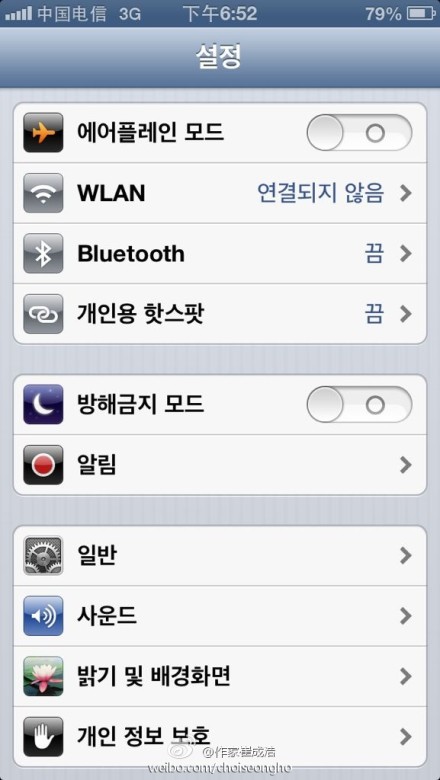 中国电信 3G 下午6:52 79%
설정
에어플레인 모드
WLAN 연결되지 않음
Bluetooth 끔
개인용 핫스팟 끔
방해금지 모드
알림
일반
사운드
밝기 및 배경화면
개인 정보 보호
@作家崔成浩
weibo.com/choiseongho